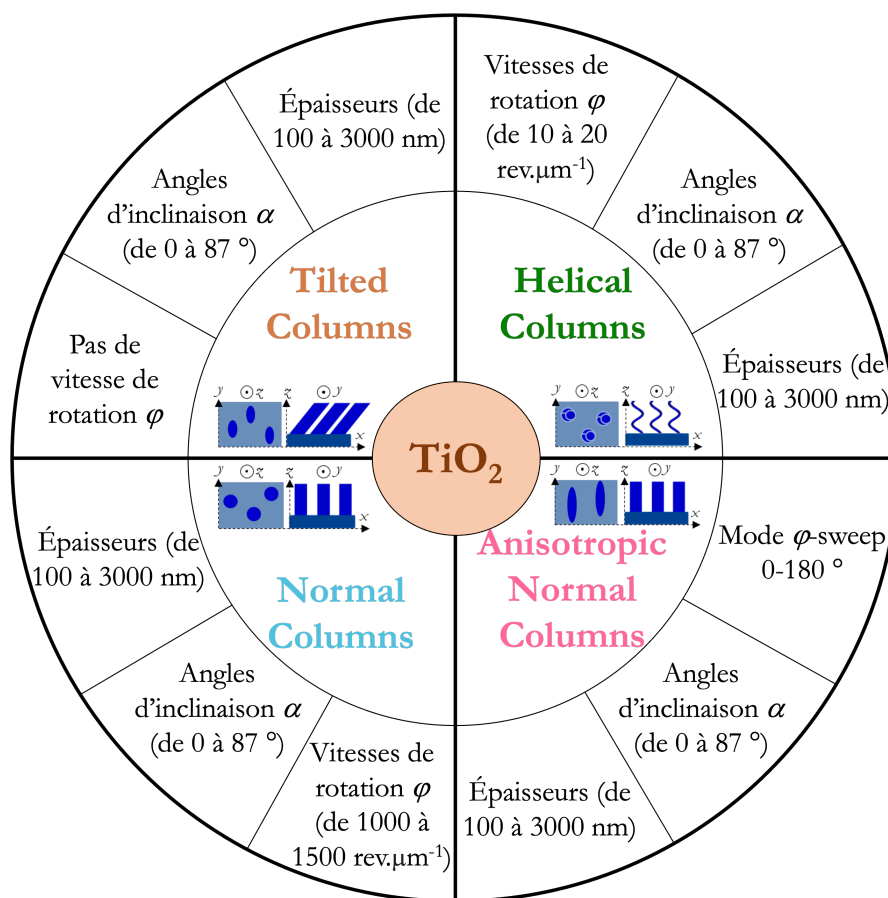 Épaisseurs (de
100 à 3000 nm)
Angles
d’inclinaison α
(de 0 à 87 °)
Pas de
vitesse de
rotation φ
Tilted
Columns
y ⊙ z z ⊙ y
x
Vitesses de
rotation φ
(de 10 à 20
rev.µm⁻¹)
Angles
d’inclinaison α
(de 0 à 87 °)
Épaisseurs (de
100 à 3000 nm)
Helical
Columns
y ⊙ z z ⊙ y
x
TiO₂
y ⊙ z z ⊙ y
x
Normal
Columns
Épaisseurs (de
100 à 3000 nm)
Angles
d’inclinaison α
(de 0 à 87 °)
Vitesses de
rotation φ
(de 1000 à
1500 rev.µm⁻¹)
y ⊙ z z ⊙ y
x
Anisotropic
Normal
Columns
Mode φ-sweep
0-180 °
Angles
d’inclinaison α
(de 0 à 87 °)
Épaisseurs (de
100 à 3000 nm)